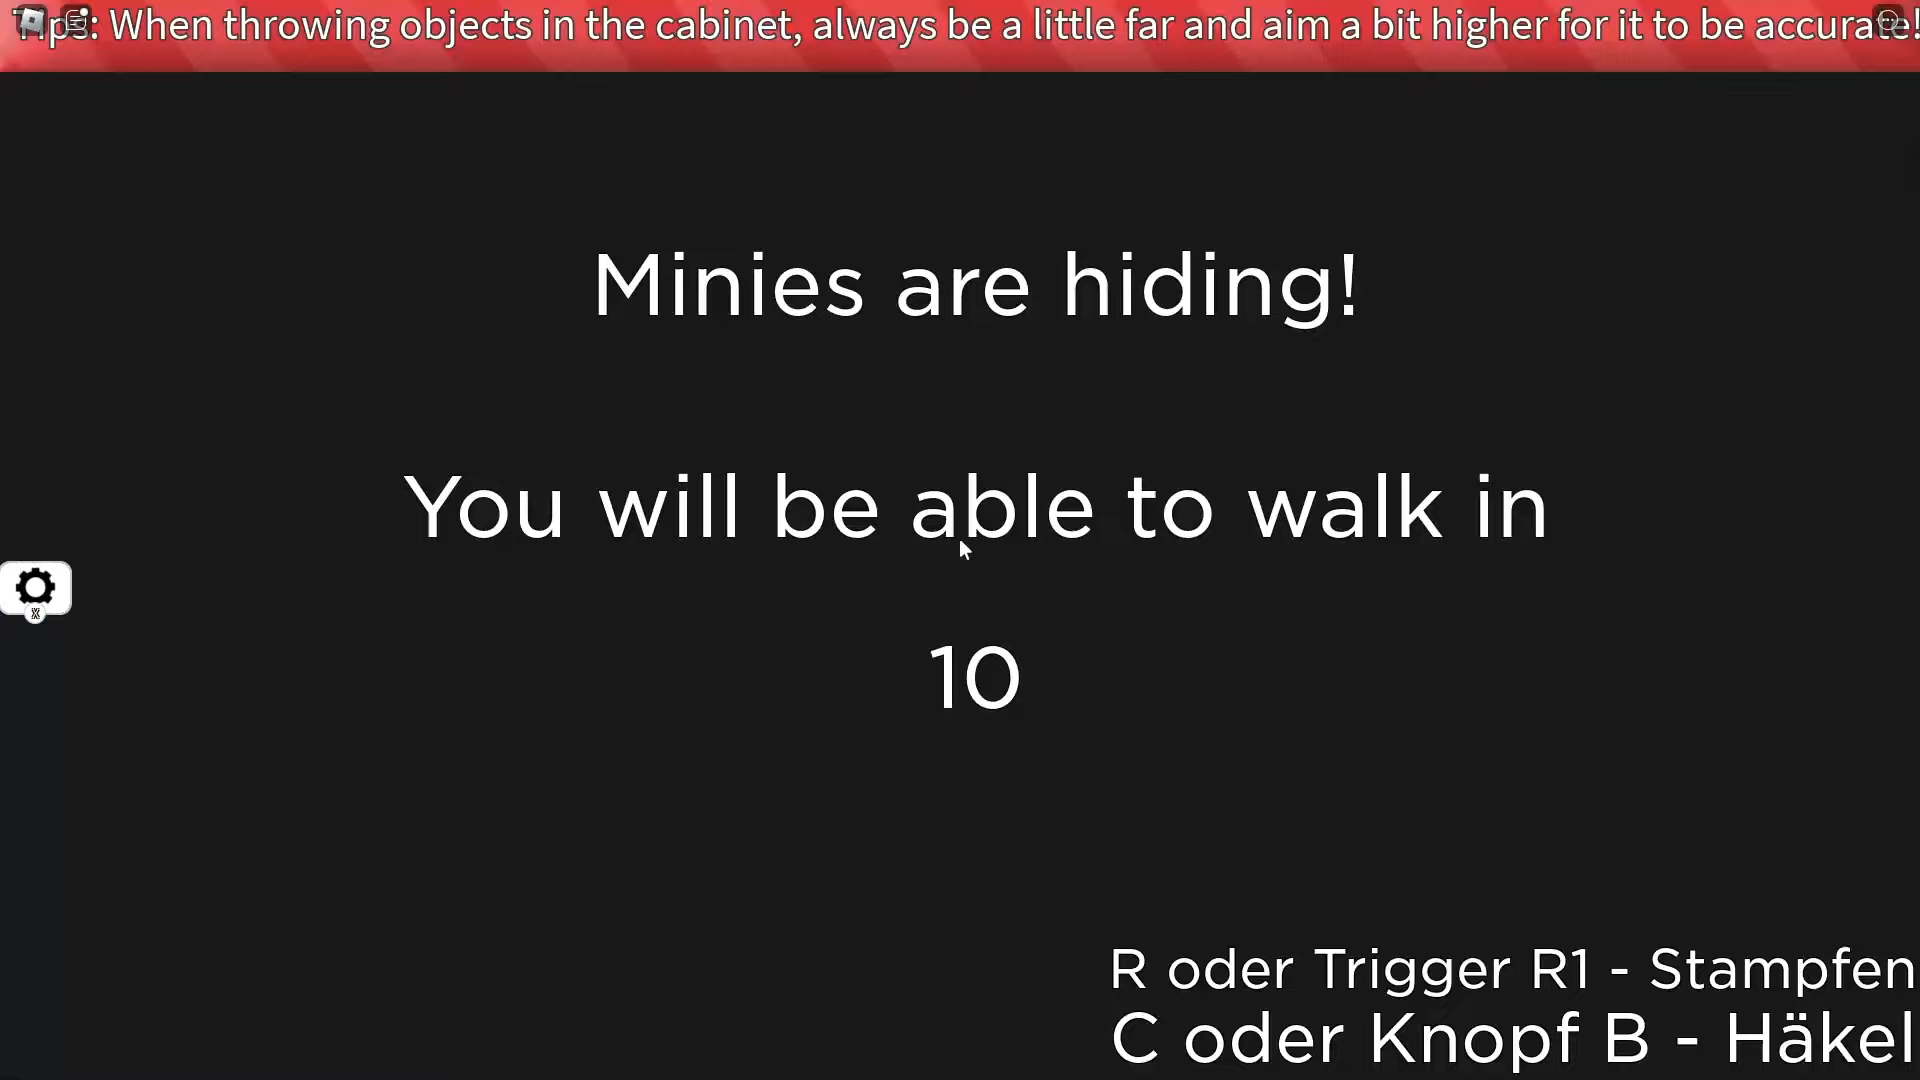 Tips: When throwing objects in the cabinet, always be a little far and aim a bit higher for it to be accurate!
Minies are hiding!
You will be able to walk in
10
R oder Trigger R1 - Stampfen
C oder Knopf B - Häkel